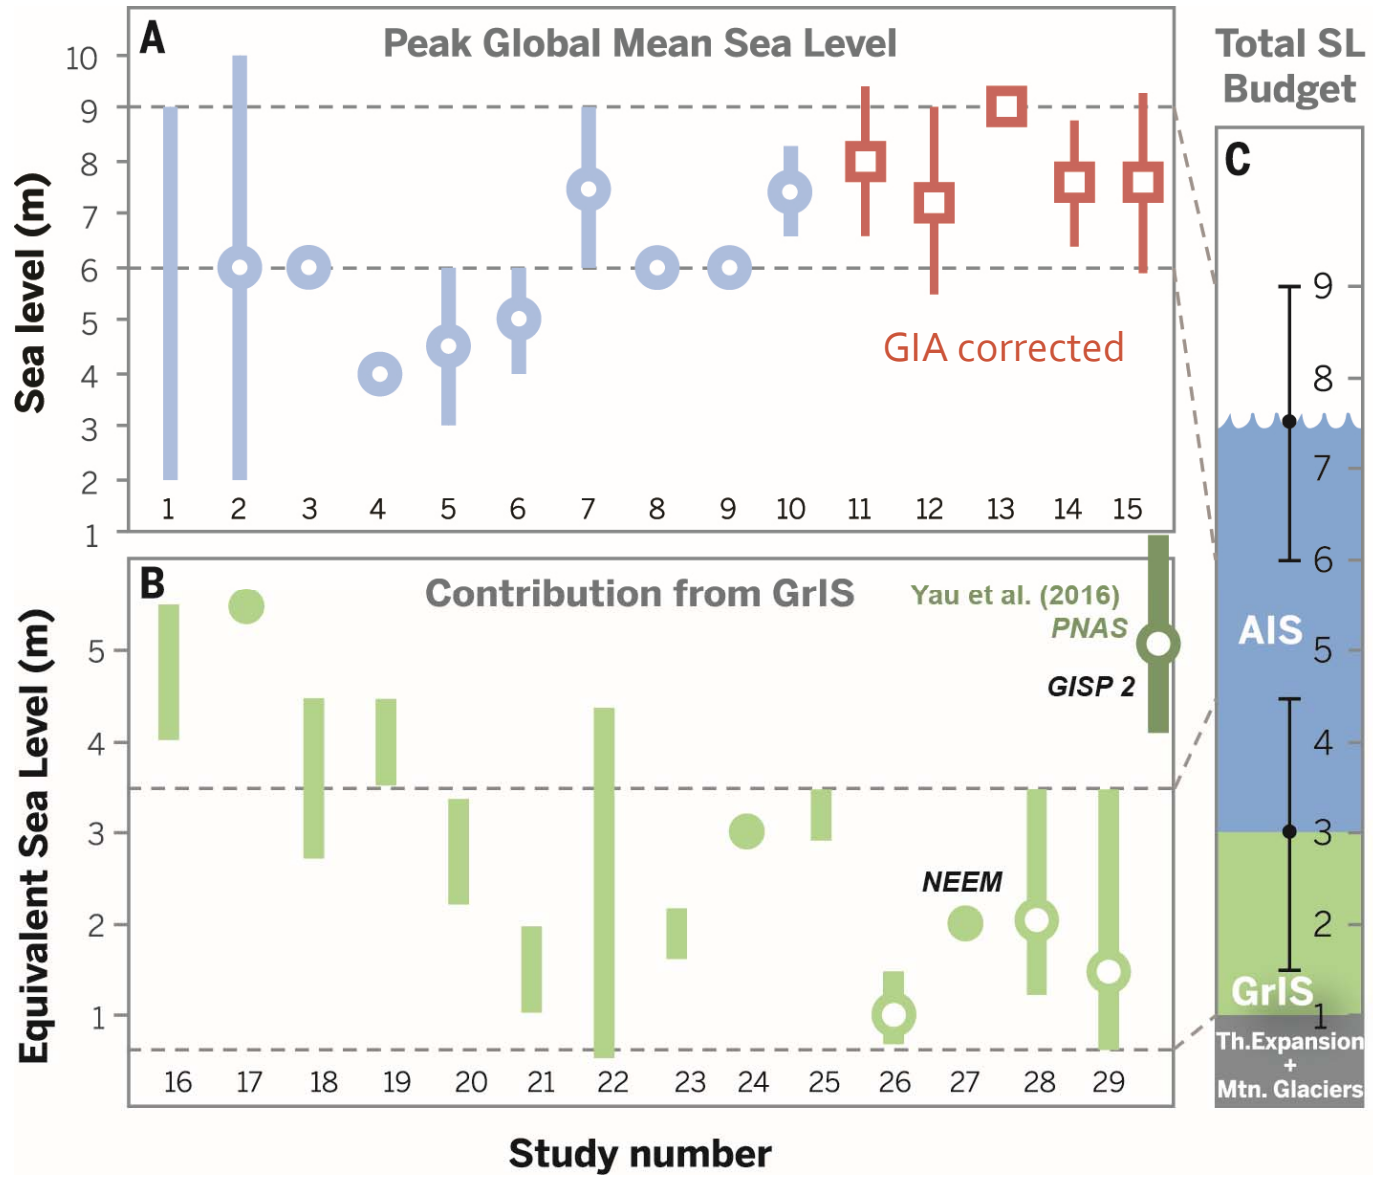 A
Peak Global Mean Sea Level
Sea level (m)
10
9
8
7
6
5
4
3
2
1
GIA corrected
1 2 3 4 5 6 7 8 9 10 11 12 13 14 15
B
Contribution from GrIS
Equivalent Sea Level (m)
5
4
3
2
1
Yau et al. (2016)
PNAS
GISP 2
NEEM
16 17 18 19 20 21 22 23 24 25 26 27 28 29
Study number
Total SL
Budget
C
9
8
7
6
AIS 5
4
3
2
GrIS
1
Th.Expansion
+
Mtn. Glaciers